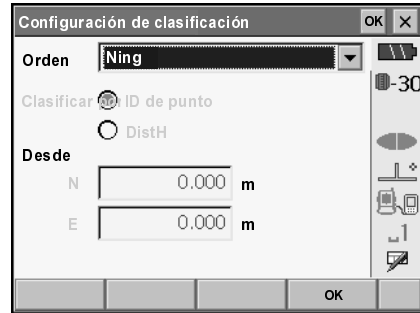 Configuración de clasificación OK
Orden Ning
-30
Clasificar por ID de punto
DistH
Desde
N 0.000 m
E 0.000 m
1
OK